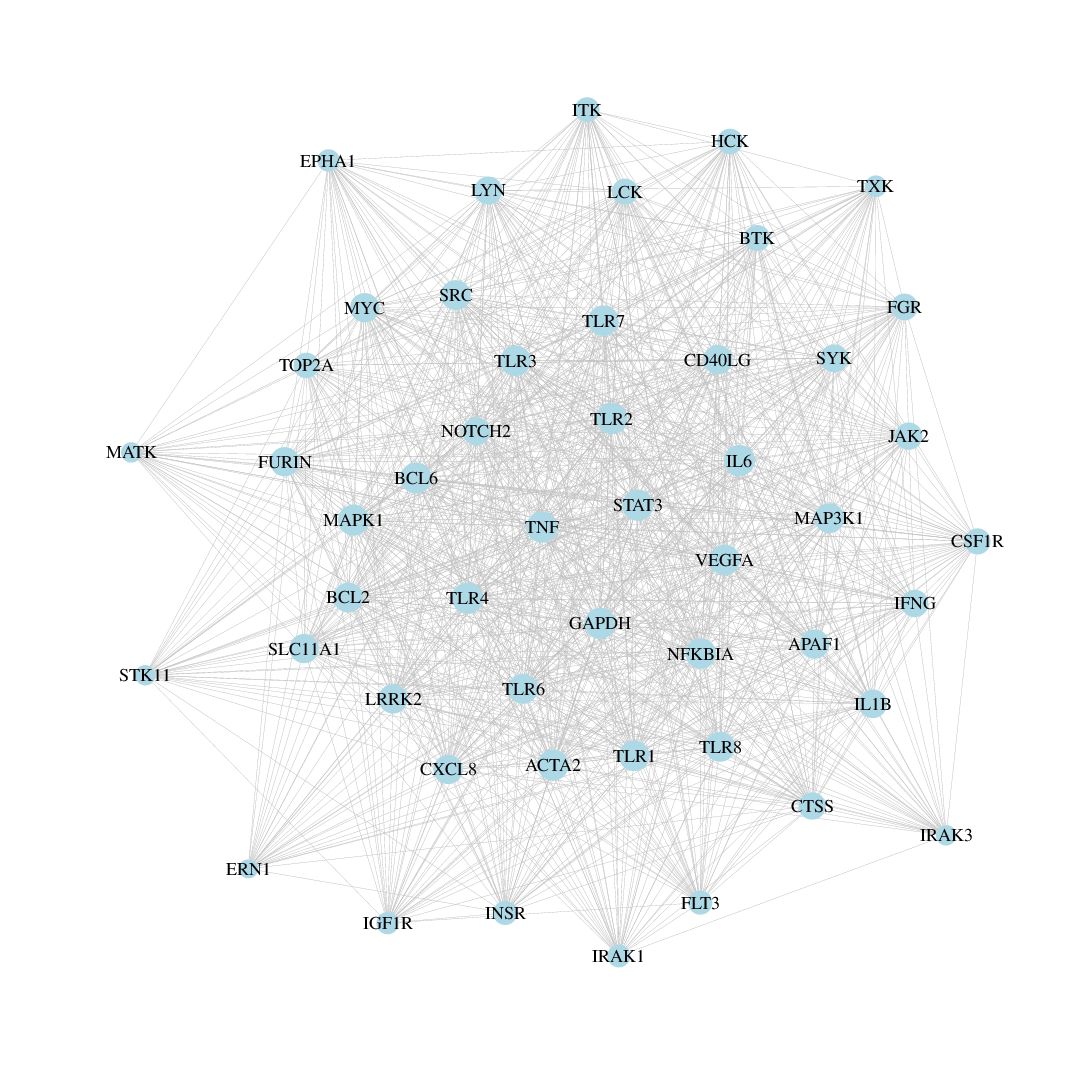 ITK
HCK
EPHA1
TXK
LYN
LCK
BTK
SRC
MYC
FGR
TLR7
TLR3
CD40LG
SYK
TOP2A
TLR2
NOTCH2
JAK2
MATK
FURIN
IL6
BCL6
STAT3
MAPK1
TNF
MAP3K1
CSF1R
VEGFA
BCL2
TLR4
IFNG
GAPDH
SLC11A1
NFKBIA
APAF1
STK11
TLR6
LRRK2
IL1B
TLR8
TLR1
ACTA2
CXCL8
CTSS
IRAK3
ERN1
FLT3
INSR
IGF1R
IRAK1